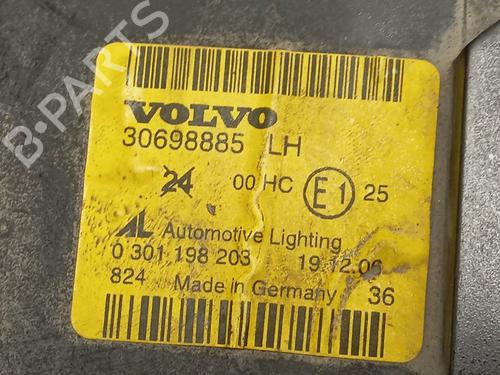 VOLVO
30698885 LH
24 00 HC E1 25
AL Automotive Lighting
0 301 198 203 19.12.06
824 Made in Germany 36
B-PARTS